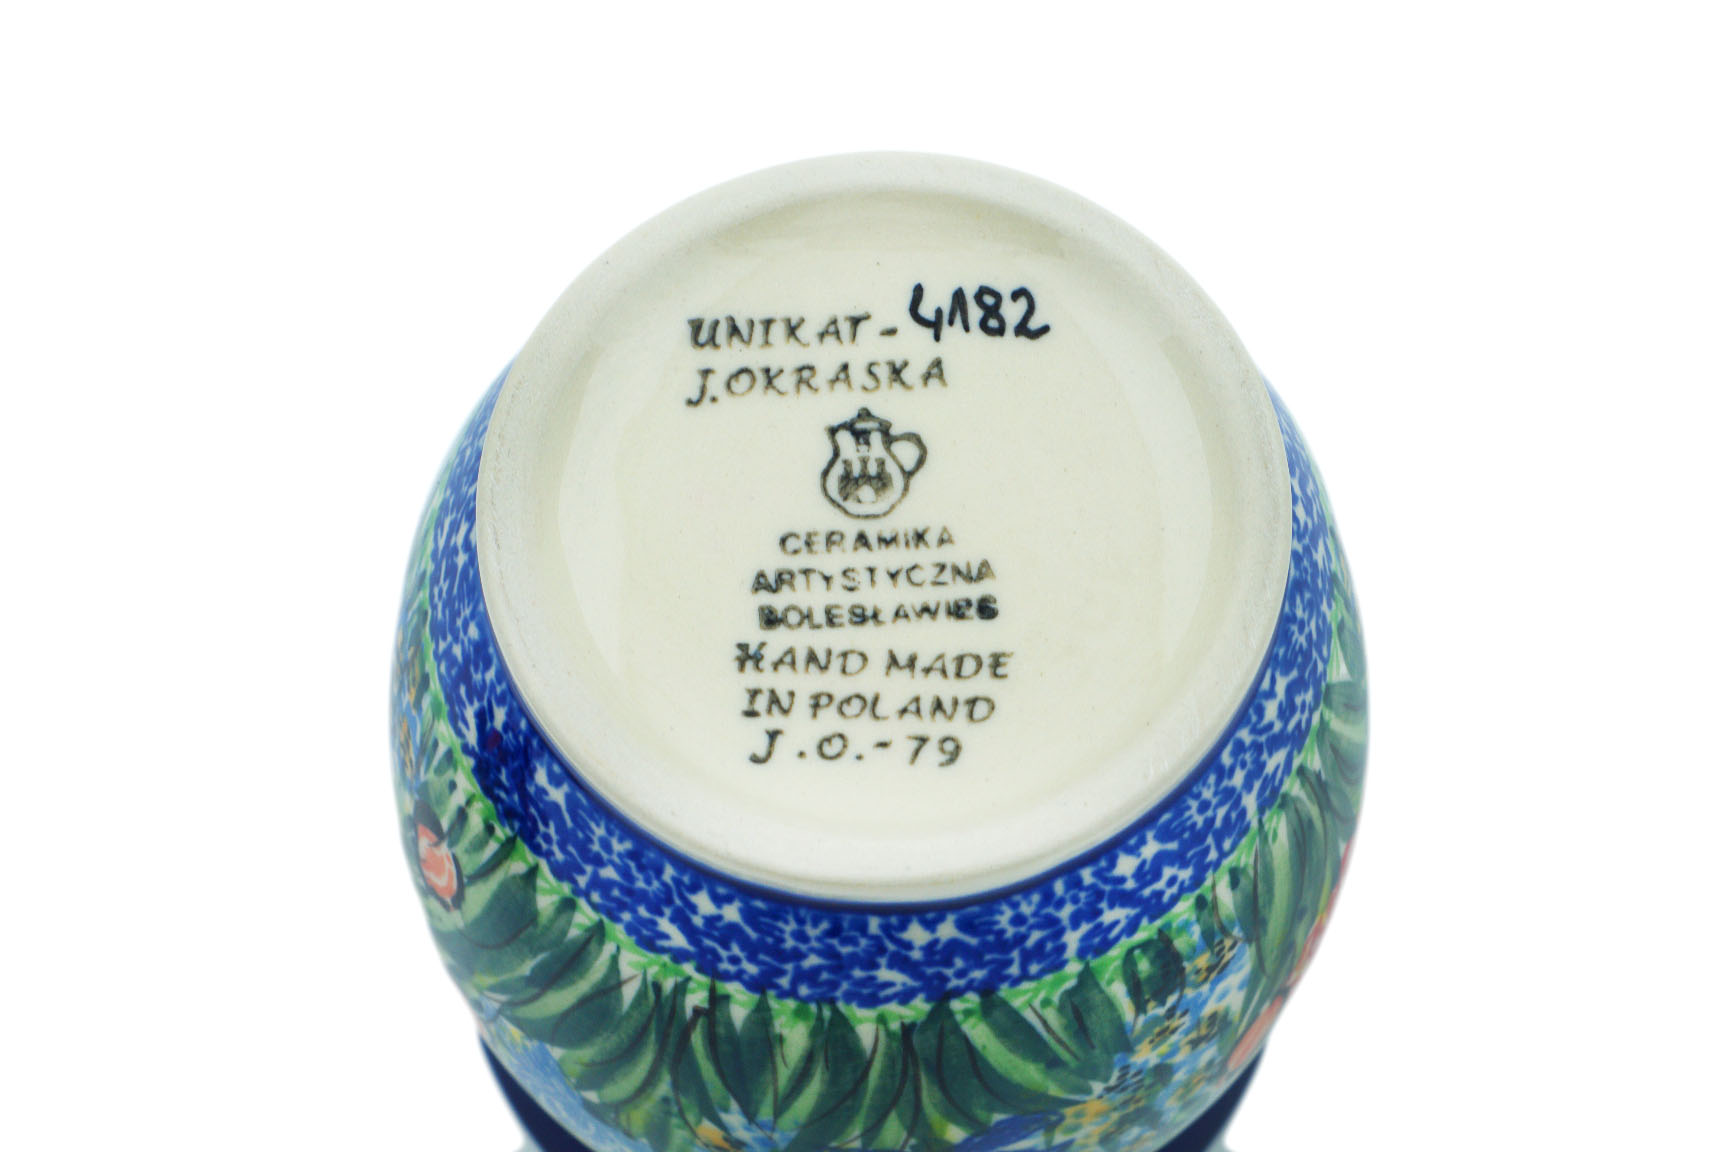 UNIKAT - 4182
J. OKRASKA
CERAMIKA
ARTYSTYCZNA
BOLESŁAWIEC
HAND MADE
IN POLAND
J.O.-79